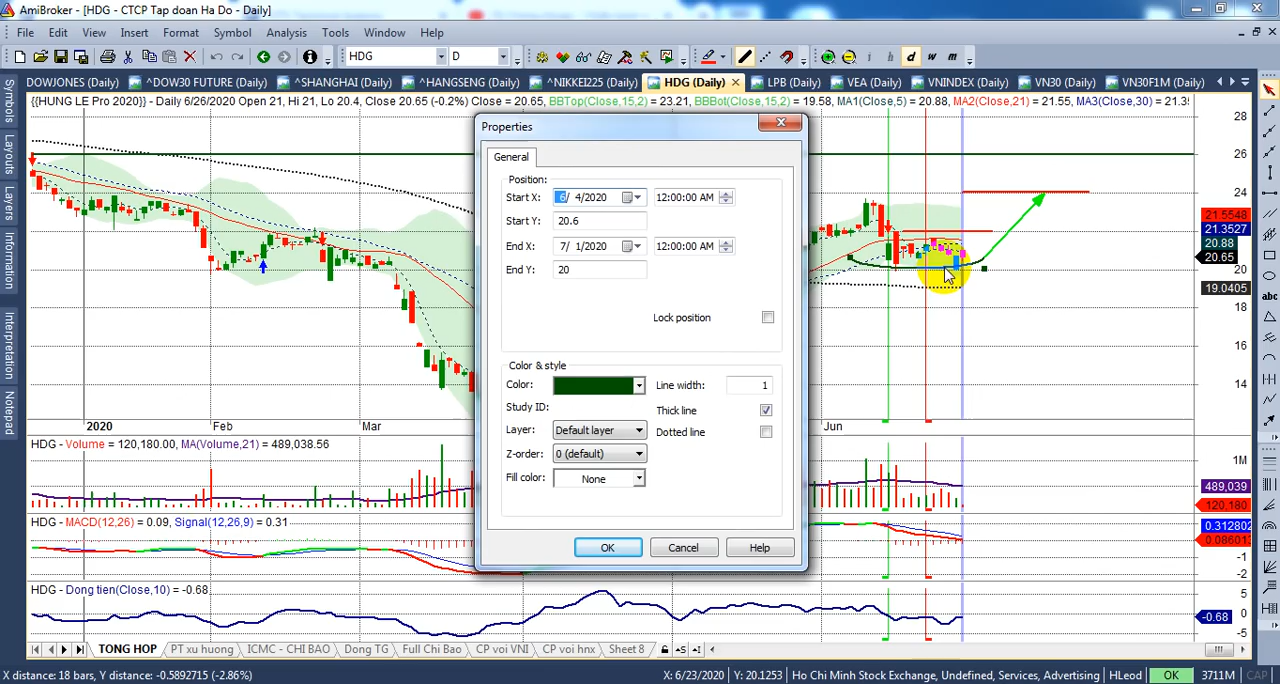 AmiBroker - [HDG - CTCP Tap doan Ha Do - Daily]
File Edit View Insert Format Symbol Analysis Tools Window Help
HDG D i d w m
DOWJONES (Daily) ^DOW30 FUTURE (Daily) ^SHANGHAI (Daily) ^HANGSENG (Daily) ^NIKKEI225 (Daily) HDG (Daily) LPB (Daily) VEA (Daily) VNINDEX (Daily) VN30 (Daily) VN30F1M (Daily)
{{HUNG LE Pro 2020}} - Daily 6/26/2020 Open 21, Hi 21, Lo 20.4, Close 20.65 (-0.2%) Close = 20.65, BBTop(Close,15,2) = 23.21, BBBot(Close,15,2) = 19.58, MA1(Close,5) = 20.88, MA2(Close,21) = 21.55, MA3(Close,30) = 21.3
Symbols
Layouts
Layers
Information
Interpretation
Notepad
28
26
24
21.5548
21.3527
20.88
20.65
20
19.0405
18
16
14
Properties
General
Position:
Start X: 6/ 4/2020 12:00:00 AM
Start Y: 20.6
End X: 7/ 1/2020 12:00:00 AM
End Y: 20
Lock position
Color & style
Color: Line width: 1
Study ID: Thick line
Layer: Default layer Dotted line
Z-order: 0 (default)
Fill color: None
OK Cancel Help
abc
2020 Feb Mar Jun
HDG - Volume = 120,180.00, MA(Volume,21) = 489,038.56
1M
489,039
120,180
HDG - MACD(12,26) = 0.09, Signal(12,26,9) = 0.31
0.312802
0.086013
-1
-2
HDG - Dong tien(Close,10) = -0.68
5
0
-0.68
-5
TONG HOP PT xu huong ICMC - CHI BAO Dong TG Full Chi Bao CP voi VNI CP voi hnx Sheet 8
X distance: 18 bars, Y distance: -0.5892715 (-2.86%) X: 6/23/2020 Y: 20.1253 Ho Chi Minh Stock Exchange, Undefined, Services, Advertising HLeod OK 3711M CAP